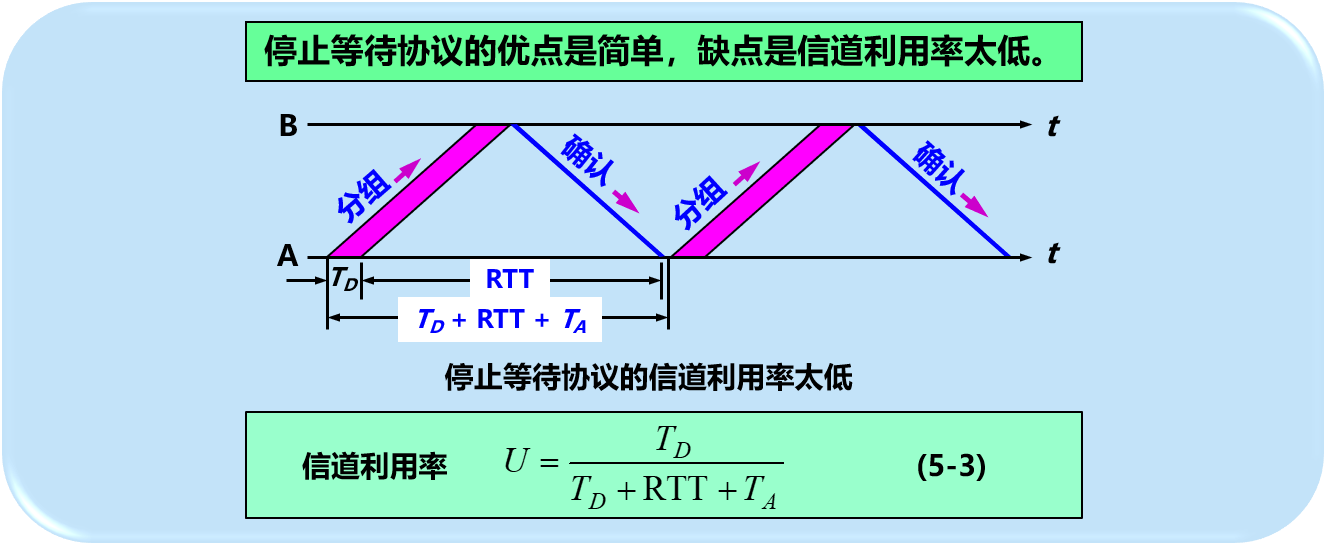 停止等待协议的优点是简单，缺点是信道利用率太低。
B
t
分组
确认
分组
确认
A
t
T_D
RTT
T_D + RTT + T_A
停止等待协议的信道利用率太低
信道利用率 U = T_D / (T_D + RTT + T_A) (5-3)